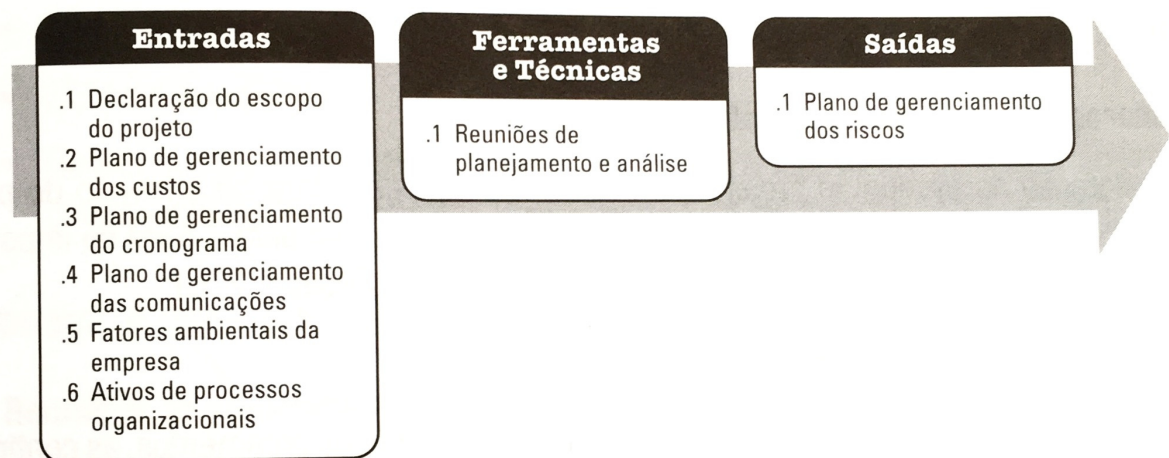 Entradas
.1 Declaração do escopo
do projeto
.2 Plano de gerenciamento
dos custos
.3 Plano de gerenciamento
do cronograma
.4 Plano de gerenciamento
das comunicações
.5 Fatores ambientais da
empresa
.6 Ativos de processos
organizacionais
Ferramentas
e Técnicas
.1 Reuniões de
planejamento e análise
Saídas
.1 Plano de gerenciamento
dos riscos